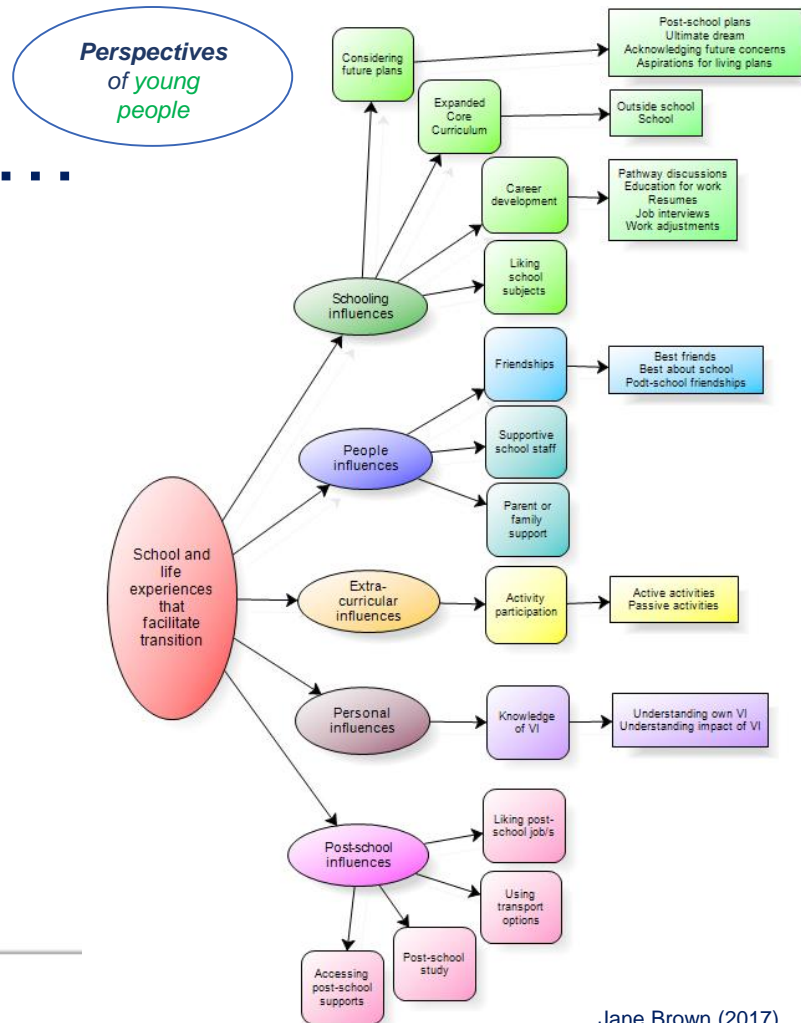 Perspectives
of young
people
...
Considering
future plans
Post-school plans
Ultimate dream
Acknowledging future concerns
Aspirations for living plans
Expanded
Core
Curriculum
Outside school
School
Career
development
Pathway discussions
Education for work
Resumes
Job interviews
Work adjustments
Liking
school
subjects
Schooling
influences
Friendships
Best friends
Best about school
Podt-school friendships
People
influences
Supportive
school staff
Parent or
family
support
School and
life
experiences
that
facilitate
transition
Extra-
curricular
influences
Activity
participation
Active activities
Passive activities
Personal
influences
Knowledge
of VI
Understanding own VI
Understanding impact of VI
Post-school
influences
Liking post-
school job/s
Using
transport
options
Post-school
study
Accessing
post-school
supports
Jane Brown (2017)